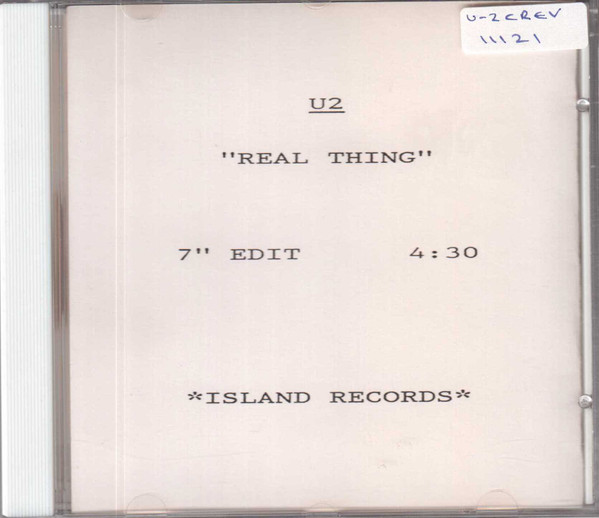 U-2CREV
11121
U2
"REAL THING"
7" EDIT 4:30
*ISLAND RECORDS*